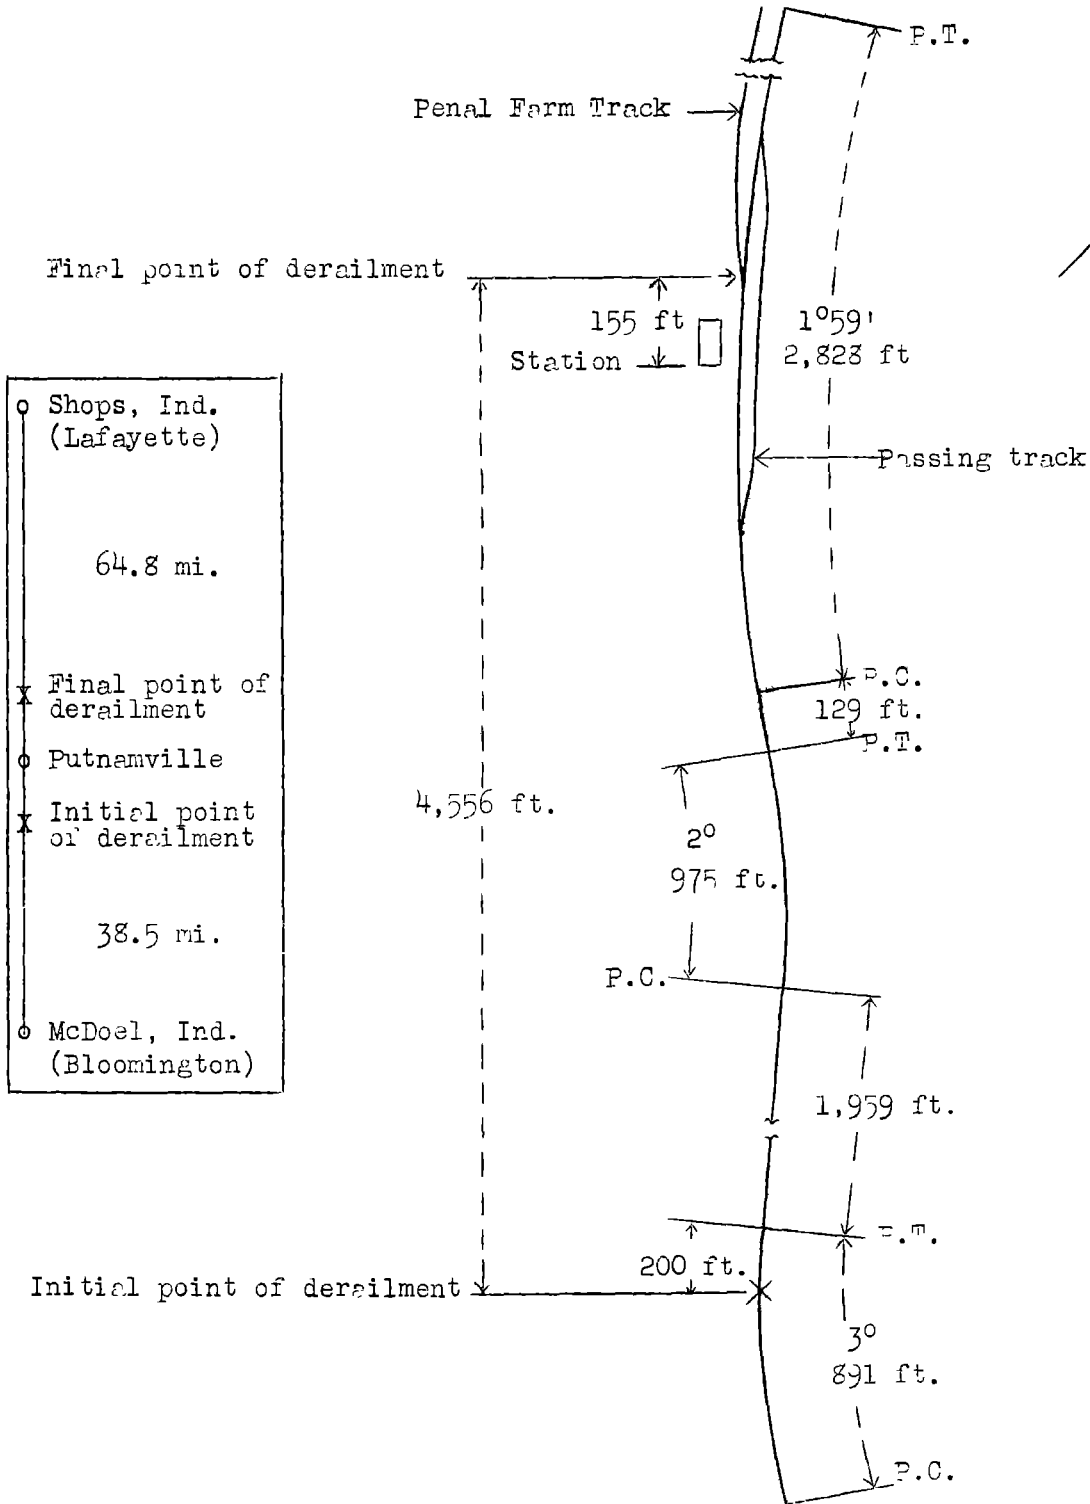 P.T.
Penal Farm Track
Final point of derailment
155 ft
Station
1°59'
2,828 ft
Passing track
Shops, Ind.
(Lafayette)
64.8 mi.
Final point of
derailment
Putnamville
Initial point
of derailment
38.5 mi.
McDoel, Ind.
(Bloomington)
P.C.
129 ft.
P.T.
4,556 ft.
2°
975 ft.
P.C.
1,959 ft.
P.T.
200 ft.
Initial point of derailment
3°
891 ft.
P.C.